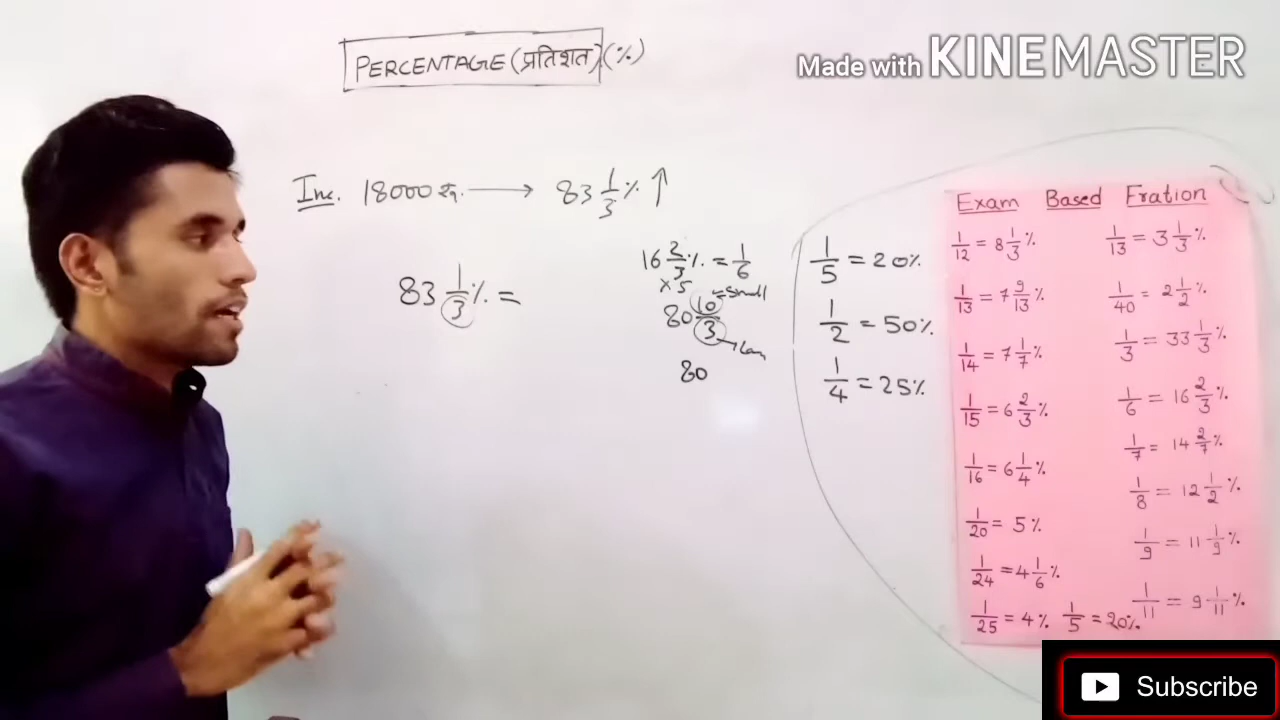 PERCENTAGE (प्रतिशत) (%)
Made with KINEMASTER
Inc. 18000 रु. → 83 1/3 % ↑
83 1/3 % =
16 2/3 % = 1/6
× 5
80 10/3 = Small
80
1/5 = 20%
1/2 = 50%
1/4 = 25%
Exam Based Fration
1/12 = 8 1/3 %
1/13 = 7 9/13 %
1/14 = 7 1/7 %
1/15 = 6 2/3 %
1/16 = 6 1/4 %
1/20 = 5%
1/24 = 4 1/6 %
1/25 = 4%
1/5 = 20%
1/13 = 3 1/3 %
1/40 = 2 1/2 %
1/3 = 33 1/3 %
1/6 = 16 2/3 %
1/7 = 14 2/7 %
1/8 = 12 1/2 %
1/9 = 11 1/9 %
1/11 = 9 1/11 %
Subscribe